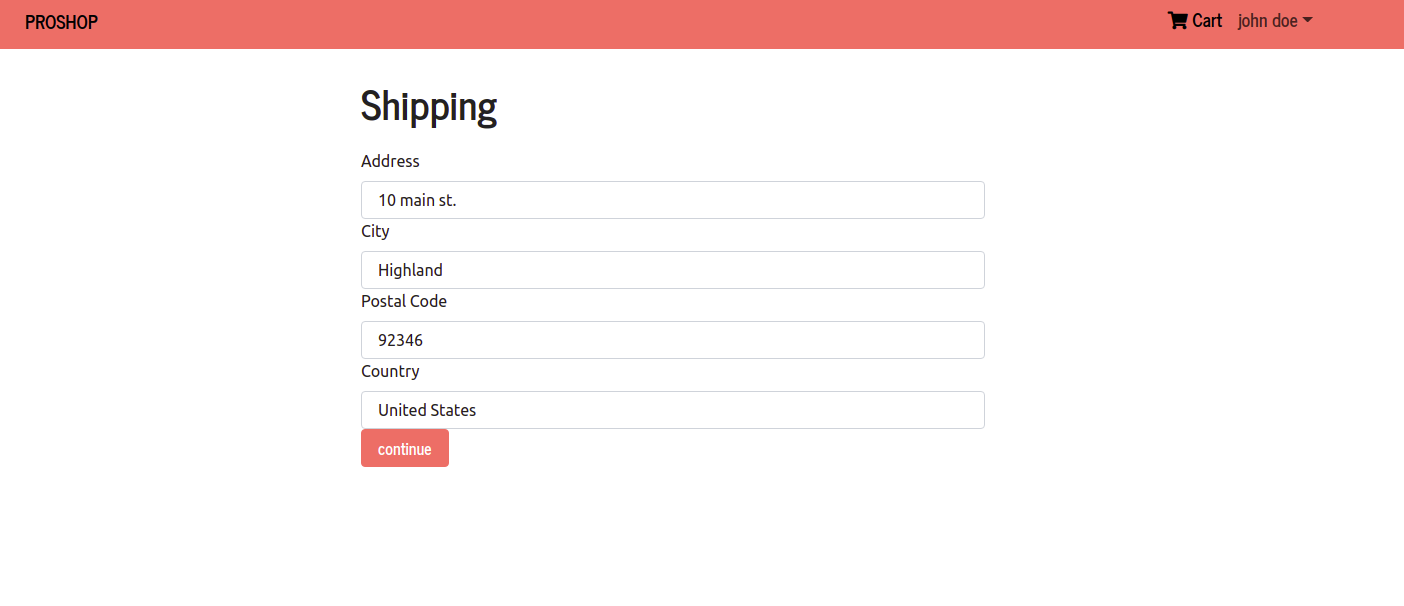 PROSHOP
Cart
john doe
Shipping
Address
10 main st.
City
Highland
Postal Code
92346
Country
United States
continue